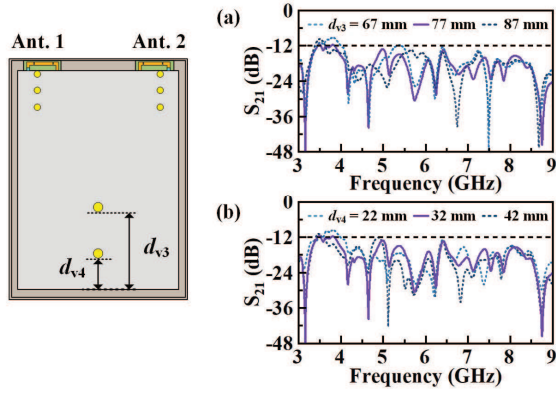 Ant. 1 Ant. 2
d_v3
d_v4
(a)
0
-12
-24
-36
-48
S21 (dB)
d_v3 = 67 mm 77 mm 87 mm
3 4 5 6 7 8 9
Frequency (GHz)
(b)
0
-12
-24
-36
-48
S21 (dB)
d_v4 = 22 mm 32 mm 42 mm
3 4 5 6 7 8 9
Frequency (GHz)